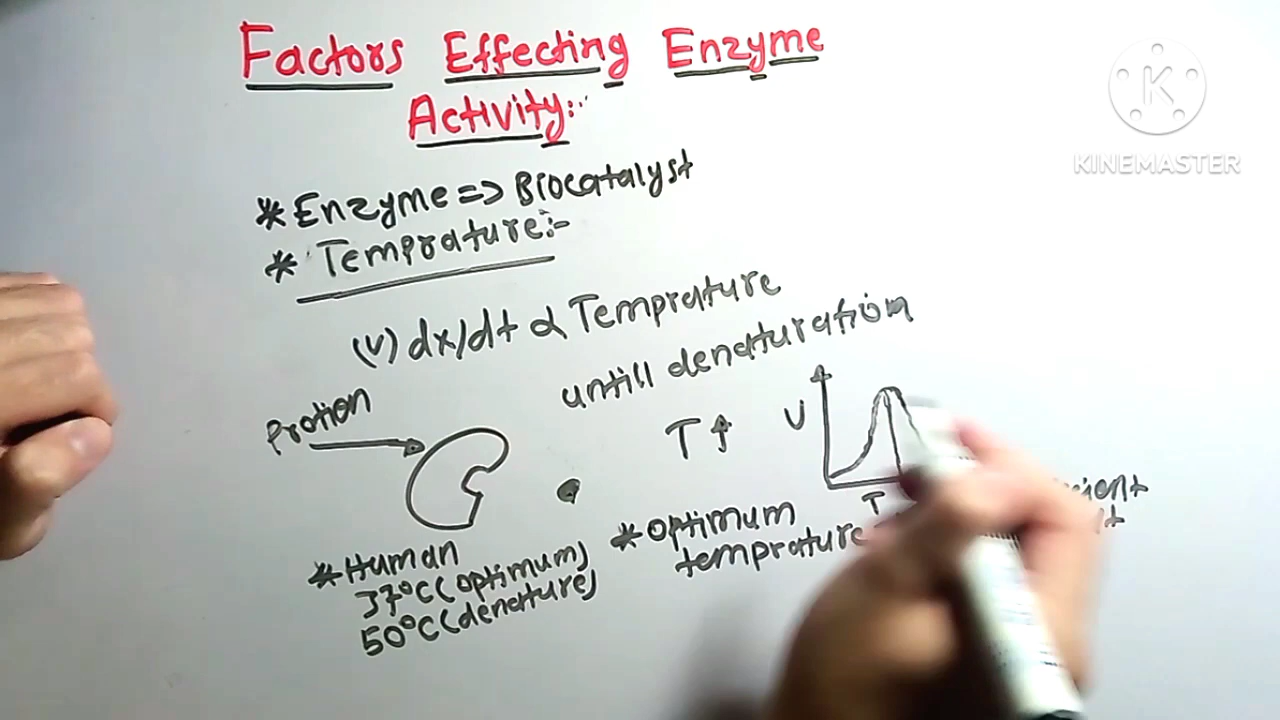 Factors Effecting Enzyme
Activity:
* Enzyme => Biocatalyst
* Temprature:-
(V) dx/dt α Temprature
untill denaturation
Protion
T ↑
V
T
* Human
37°C (optimum)
50°C (denature)
* optimum
temprature
K
KINEMASTER